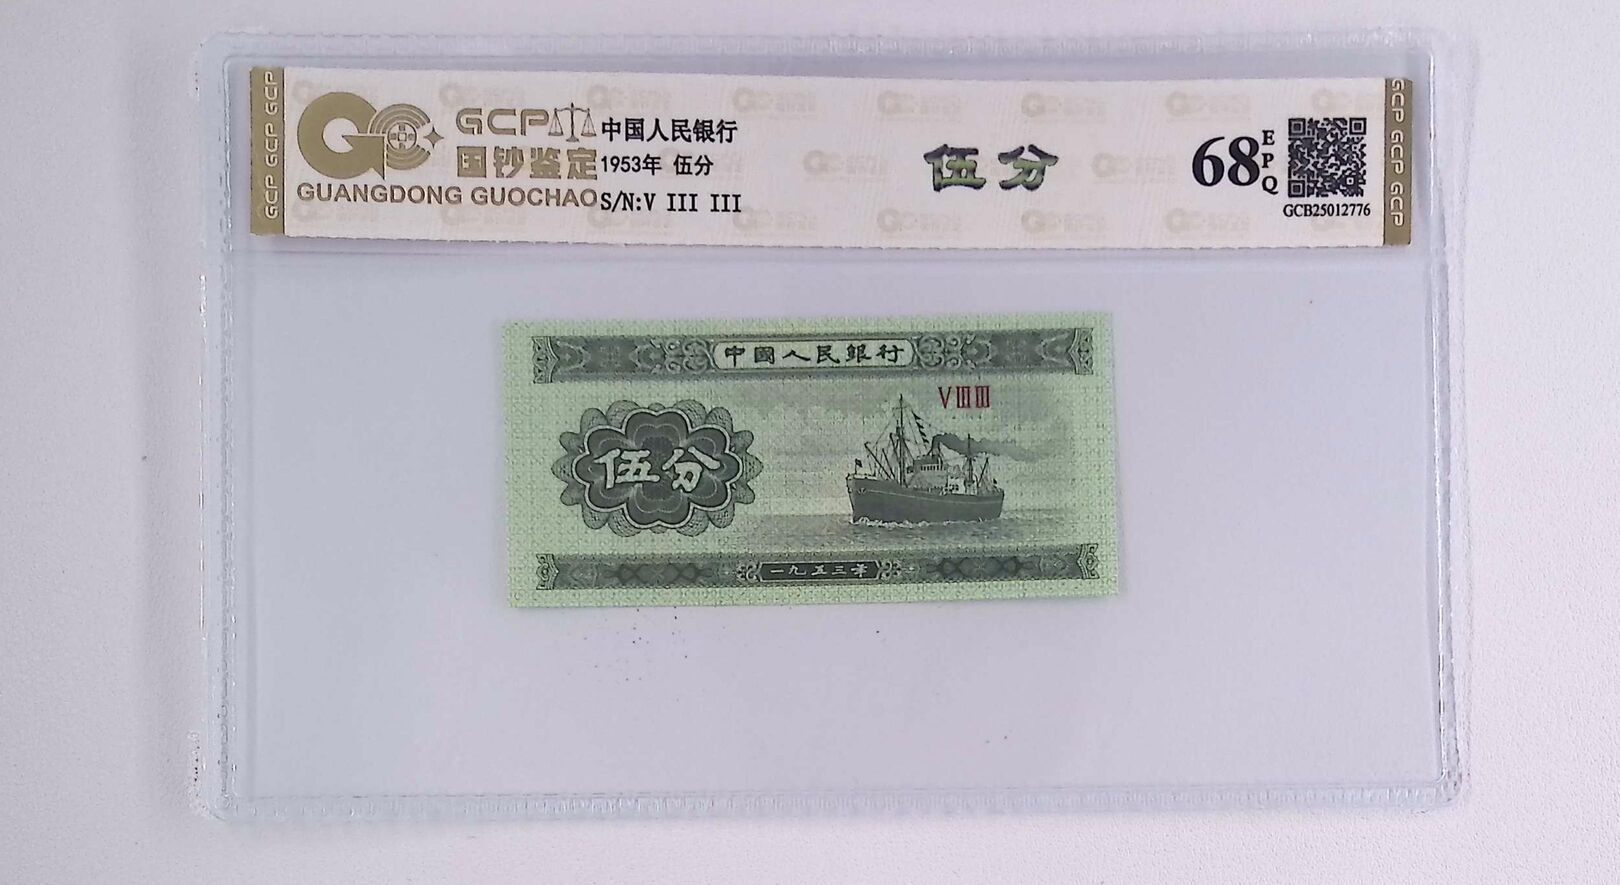 GCP GCP GCP
GCP
国钞鉴定
GUANGDONG GUOCHAO
中国人民银行
1953年 伍分
S/N:V III III
伍分
68
EPQ
GCB25012776
GCP GCP GCP
中國人民銀行
VⅢⅢ
伍分
一九五三年